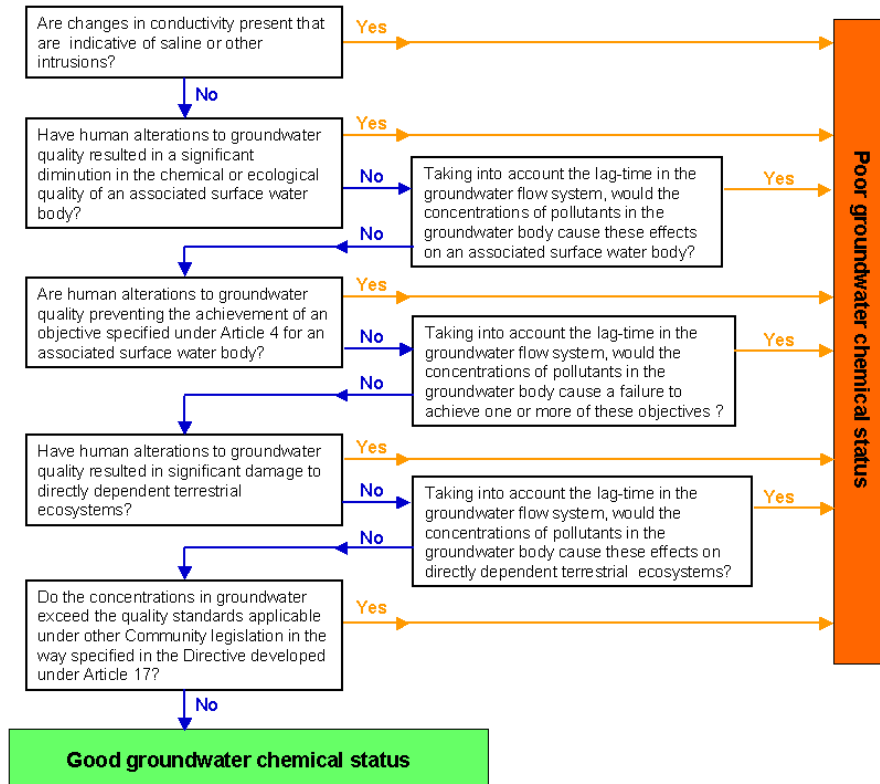 Are changes in conductivity present that
are indicative of saline or other
intrusions?
Yes
No
Have human alterations to groundwater
quality resulted in a significant
diminution in the chemical or ecological
quality of an associated surface water
body?
Yes
No
Taking into account the lag-time in the
groundwater flow system, would the
concentrations of pollutants in the
groundwater body cause these effects
on an associated surface water body?
Yes
No
Are human alterations to groundwater
quality preventing the achievement of an
objective specified under Article 4 for an
associated surface water body?
Yes
No
Taking into account the lag-time in the
groundwater flow system, would the
concentrations of pollutants in the
groundwater body cause a failure to
achieve one or more of these objectives ?
Yes
No
Have human alterations to groundwater
quality resulted in significant damage to
directly dependent terrestrial
ecosystems?
Yes
No
Taking into account the lag-time in the
groundwater flow system, would the
concentrations of pollutants in the
groundwater body cause these effects on
directly dependent terrestrial ecosystems?
Yes
No
Do the concentrations in groundwater
exceed the quality standards applicable
under other Community legislation in the
way specified in the Directive developed
under Article 17?
Yes
No
Good groundwater chemical status
Poor groundwater chemical status